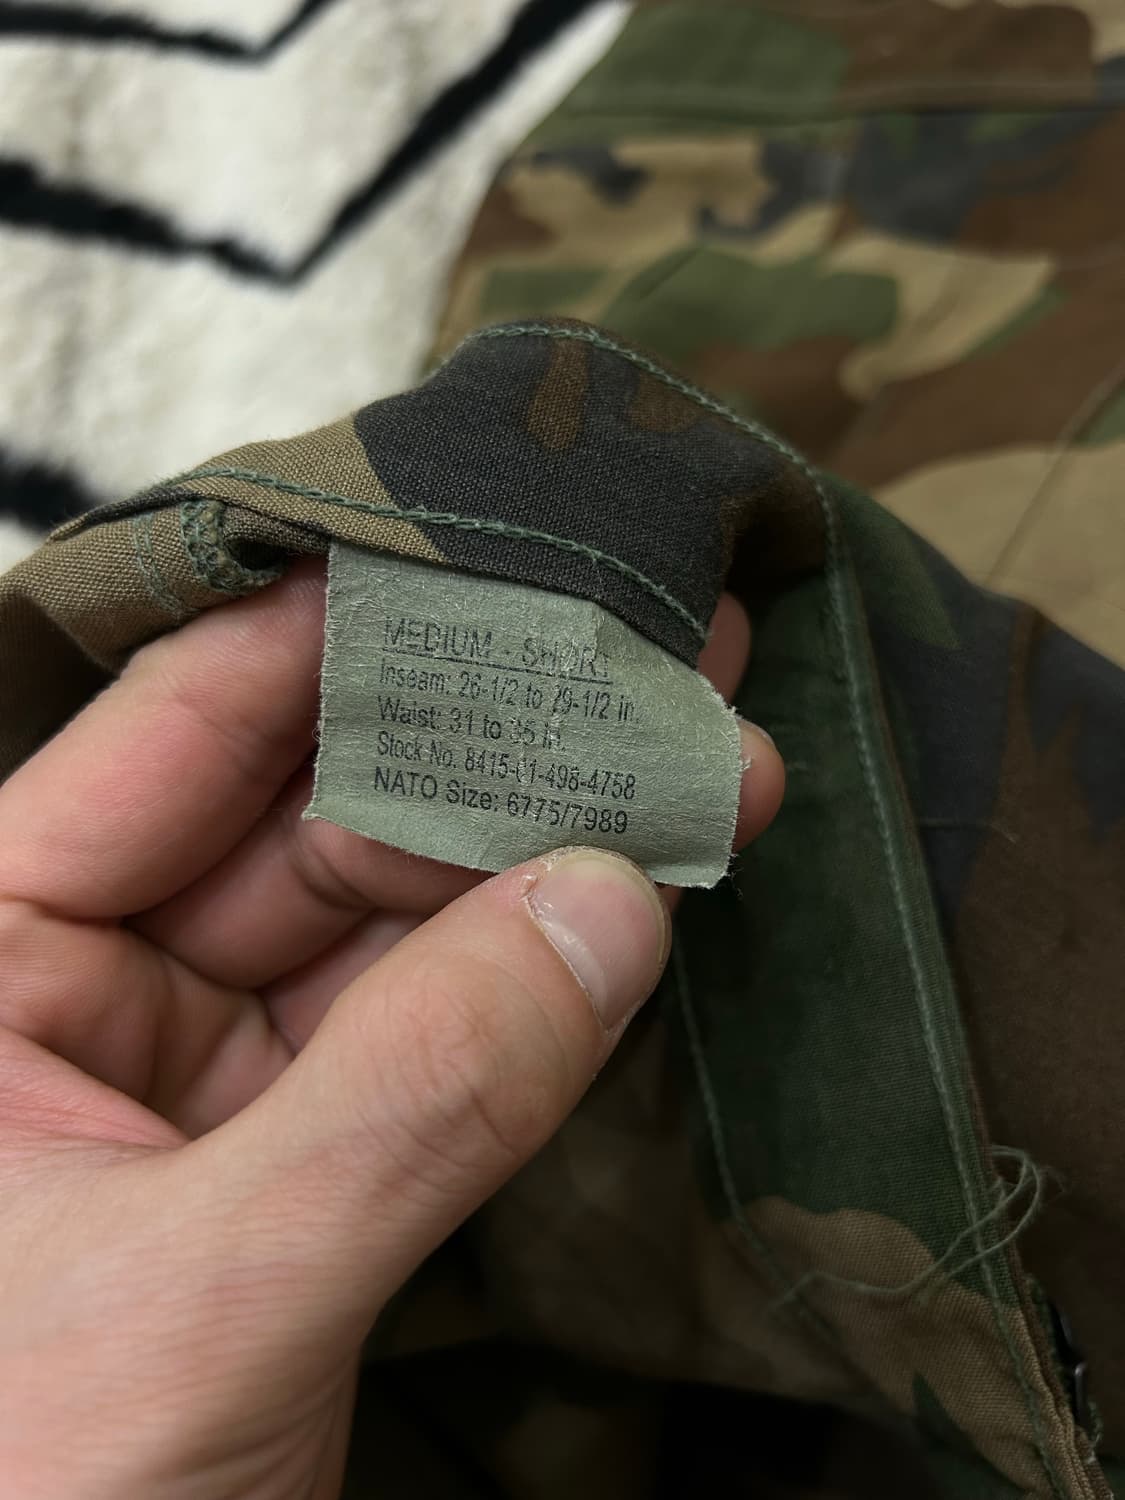 MEDIUM - SHORT
Inseam: 26-1/2 to 29-1/2 in.
Waist: 31 to 35 in.
Stock No. 8415-01-498-4758
NATO Size: 6775/7989